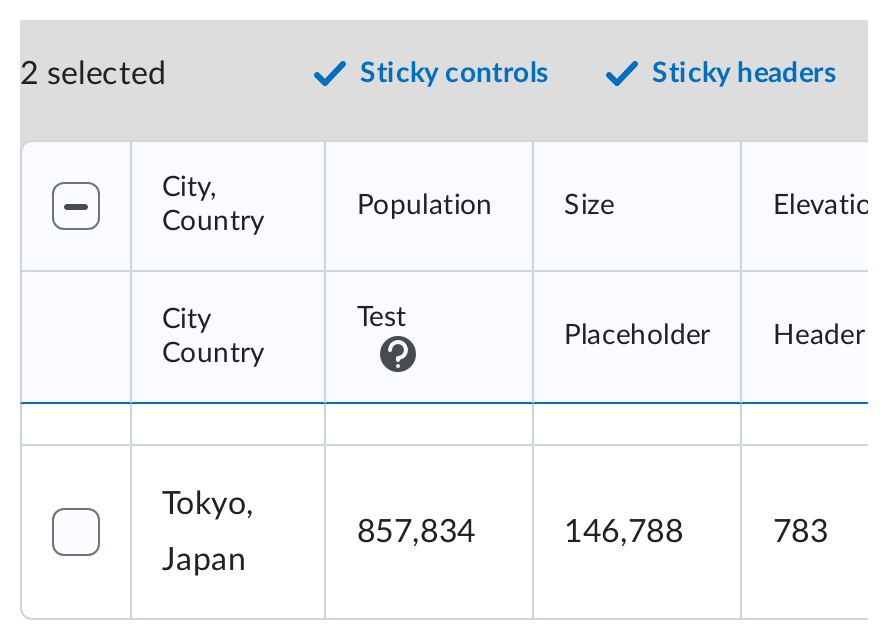 2 selected
Sticky controls
Sticky headers
City,
Country
Population
Size
Elevatio
City
Country
Test
Placeholder
Header
Tokyo,
Japan
857,834
146,788
783